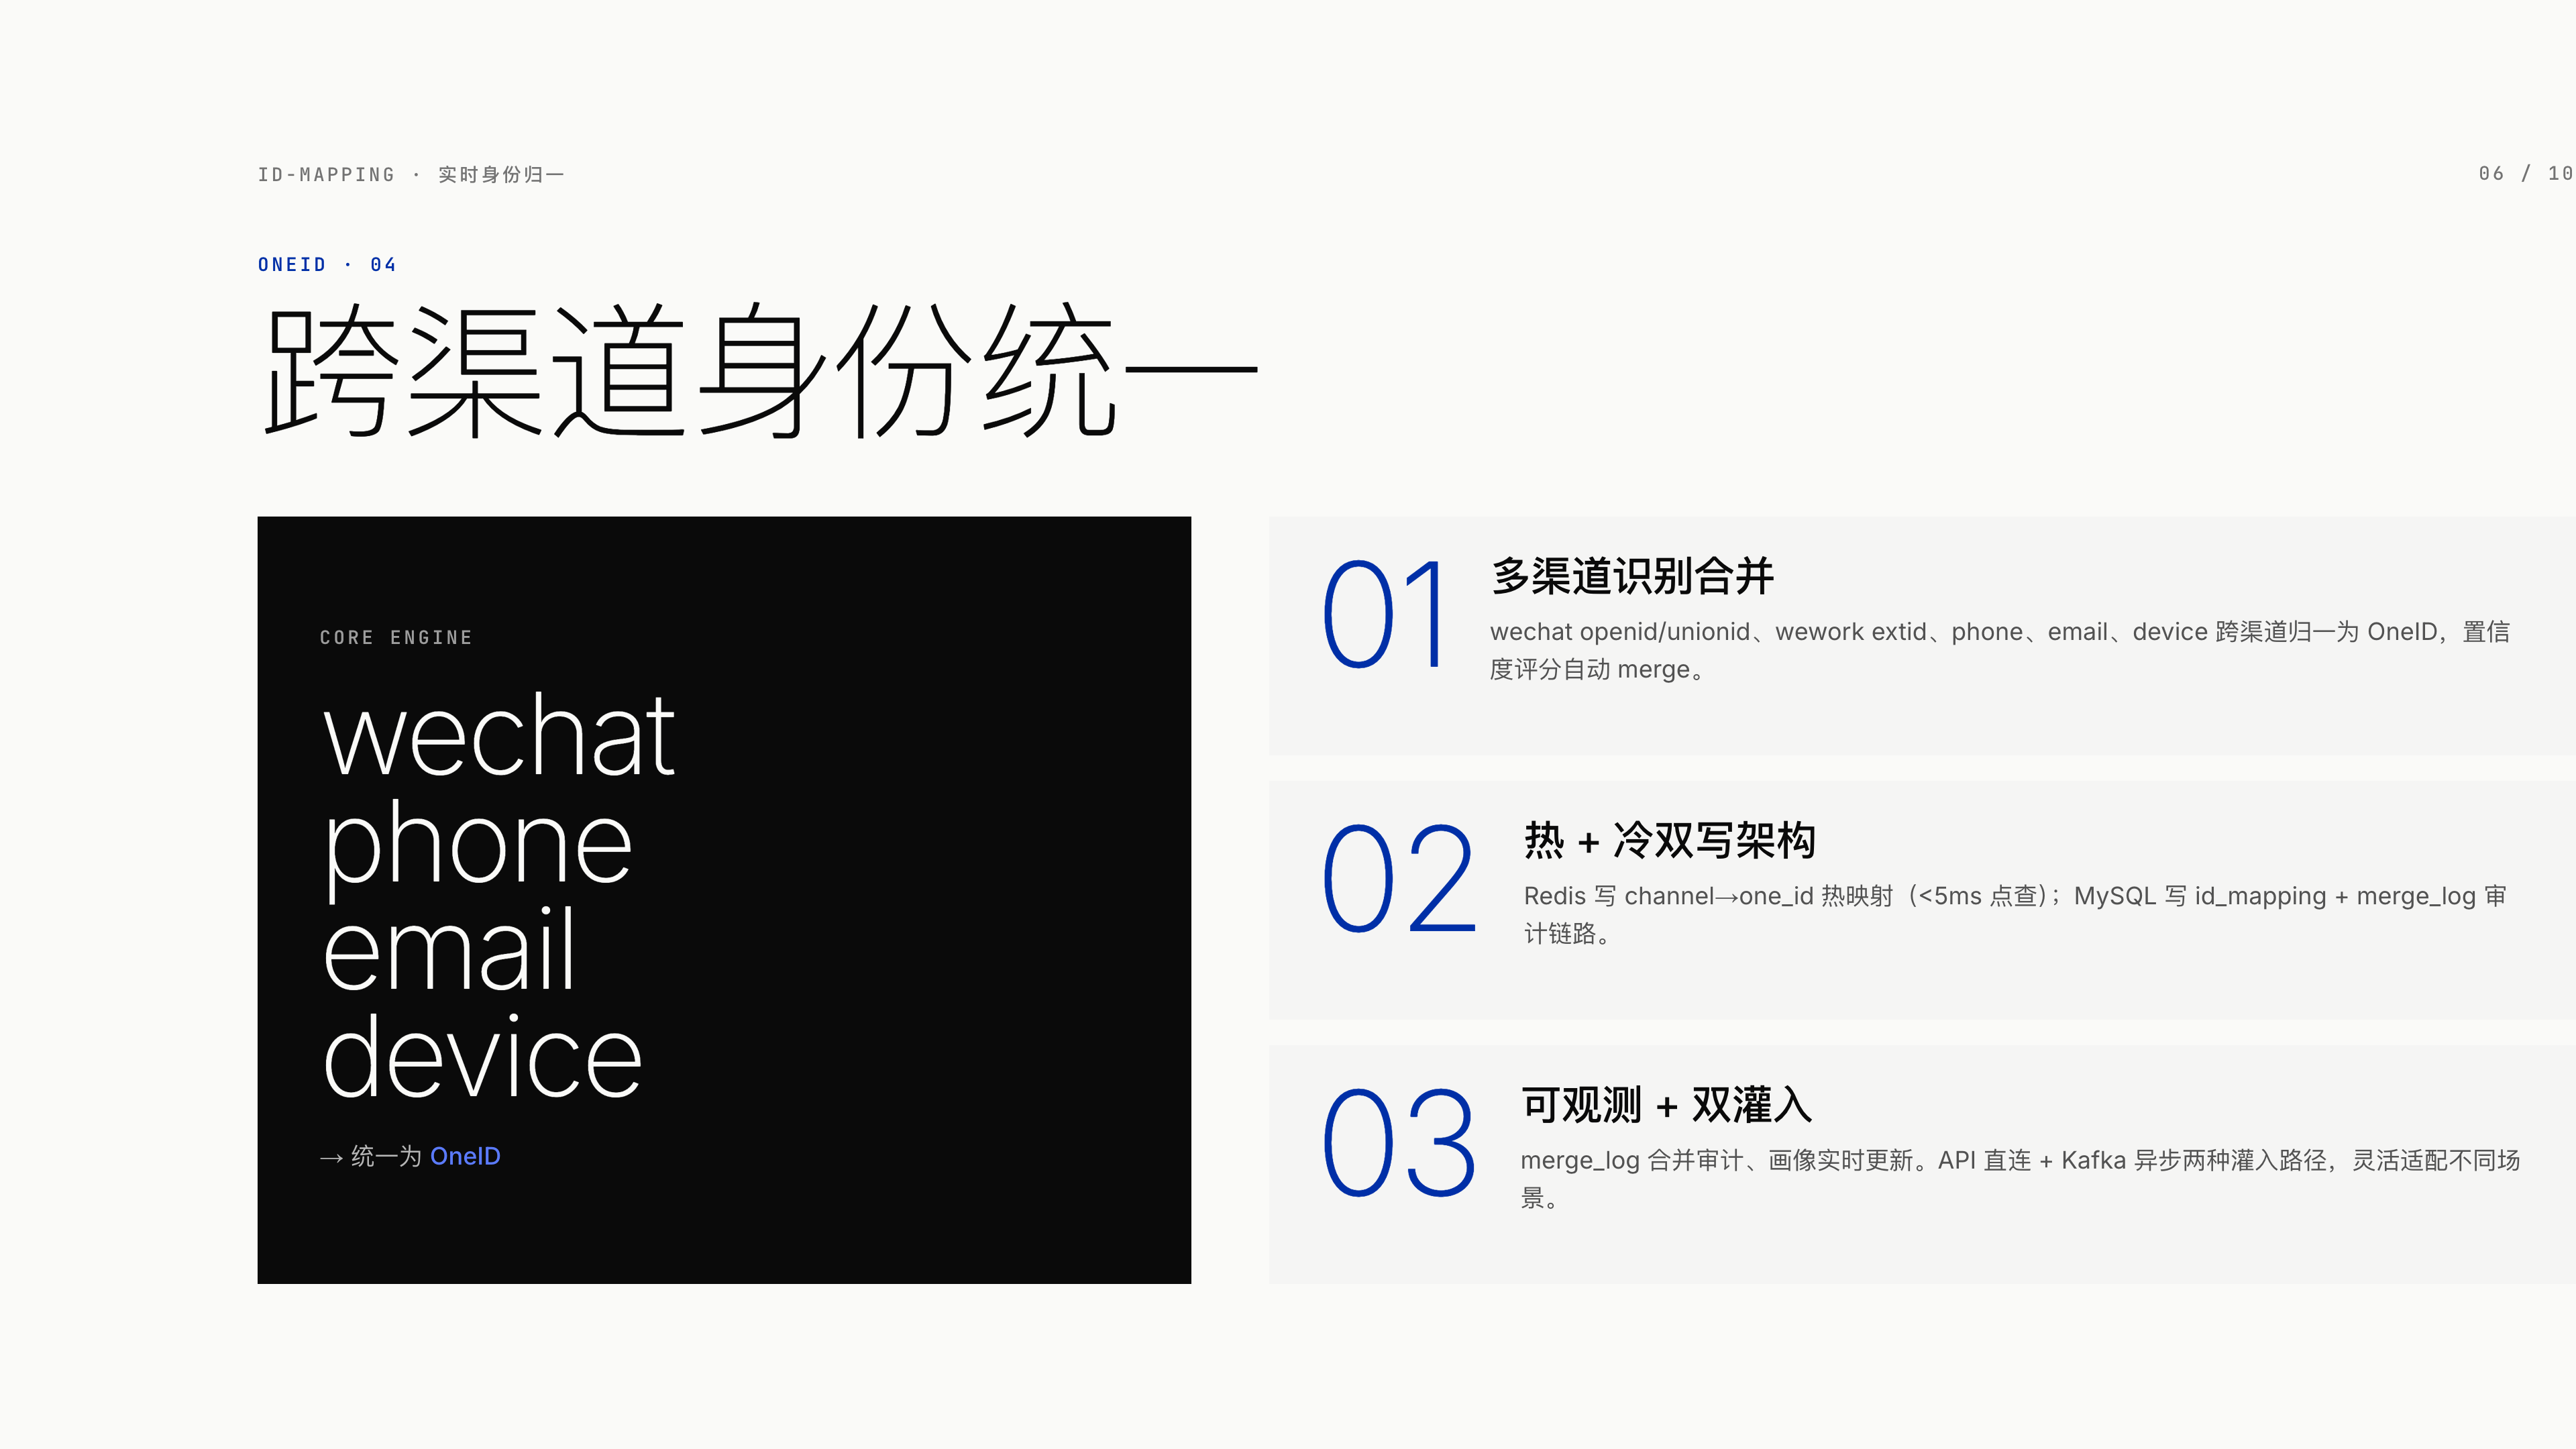 ID-MAPPING · 实时身份归一
06 / 10
ONEID · 04
跨渠道身份统一
CORE ENGINE
wechat
phone
email
device
→ 统一为 OneID
01
多渠道识别合并
wechat openid/unionid、wework extid、phone、email、device 跨渠道归一为 OneID，置信
度评分自动 merge。
02
热 + 冷双写架构
Redis 写 channel→one_id 热映射（<5ms 点查）；MySQL 写 id_mapping + merge_log 审
计链路。
03
可观测 + 双灌入
merge_log 合并审计、画像实时更新。API 直连 + Kafka 异步两种灌入路径，灵活适配不同场
景。